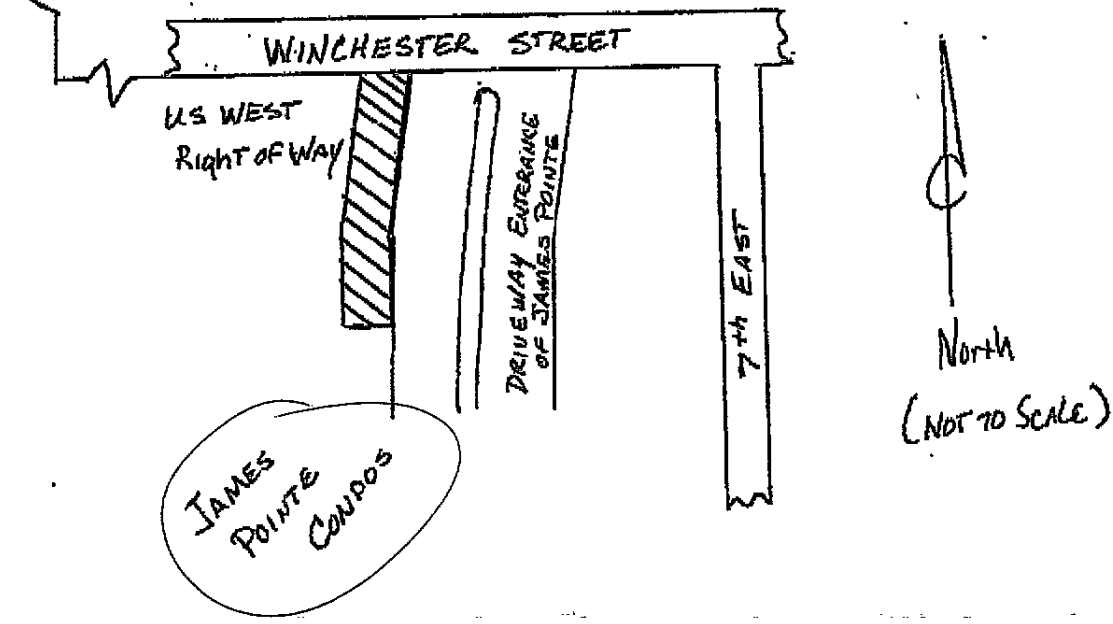 WINCHESTER STREET
US WEST
RIGHT OF WAY
DRIVEWAY ENTERANCE
OF JAMES POINTE
7th EAST
North
(NOT TO SCALE)
JAMES
POINTE
CONDOS